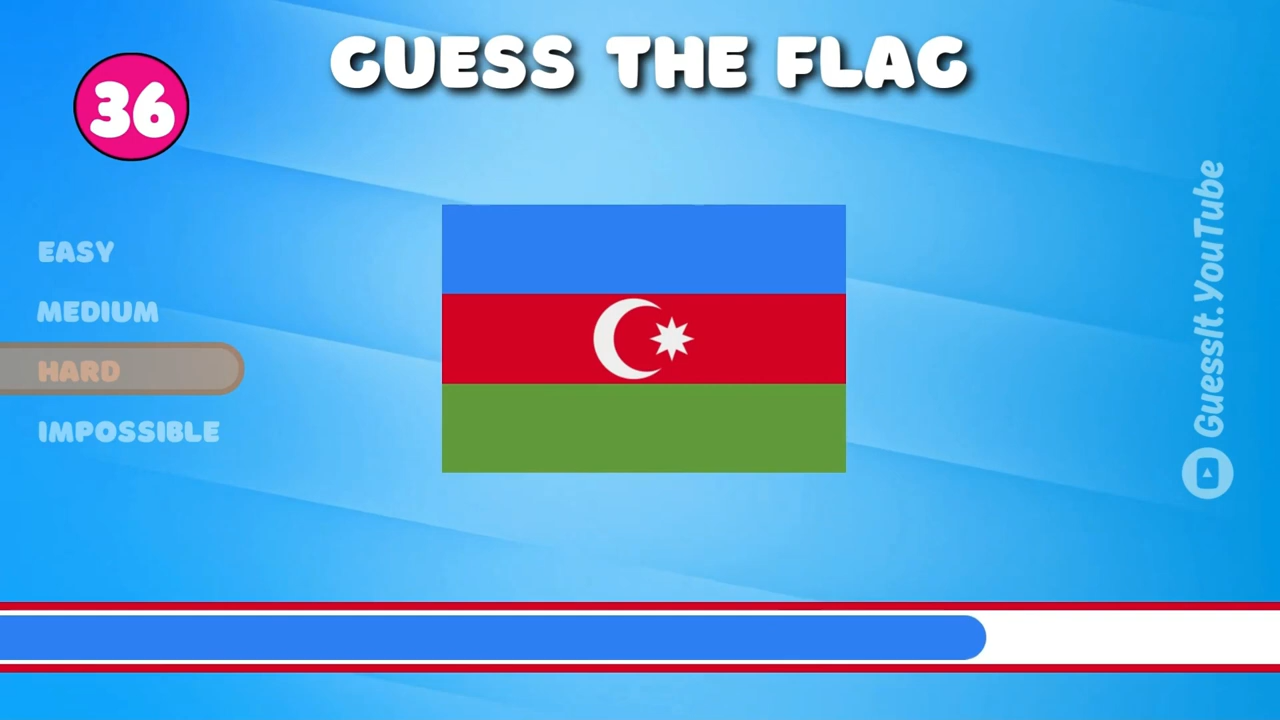 GUESS THE FLAG
36
EASY
MEDIUM
HARD
IMPOSSIBLE
GuessIt.YouTube